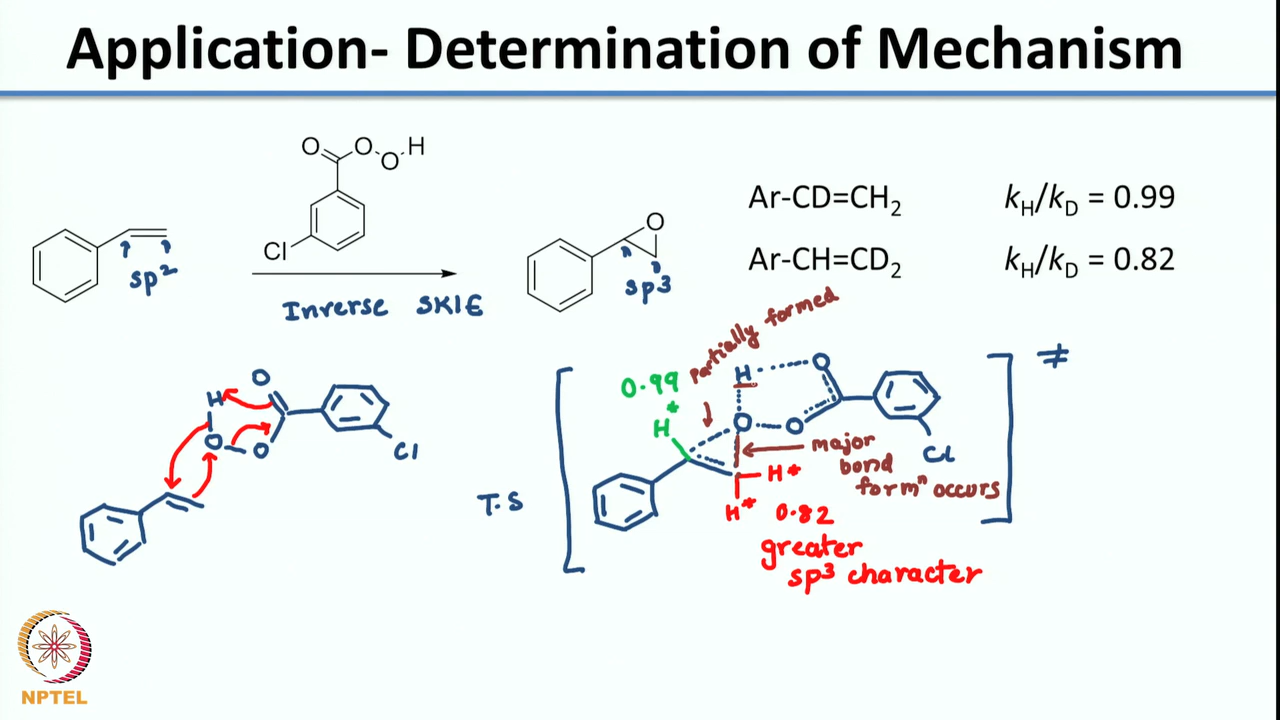 Application- Determination of Mechanism
O O O H
Cl
sp2
Inverse SKIE
O
sp3
Ar-CD=CH2 kH/kD = 0.99
Ar-CH=CD2 kH/kD = 0.82
H O O O
Cl
T.S
0.99
H*
partially formed
H O O O
Cl
≠
major
bond
formn occurs
H*
H* 0.82
greater
sp3 character
NPTEL